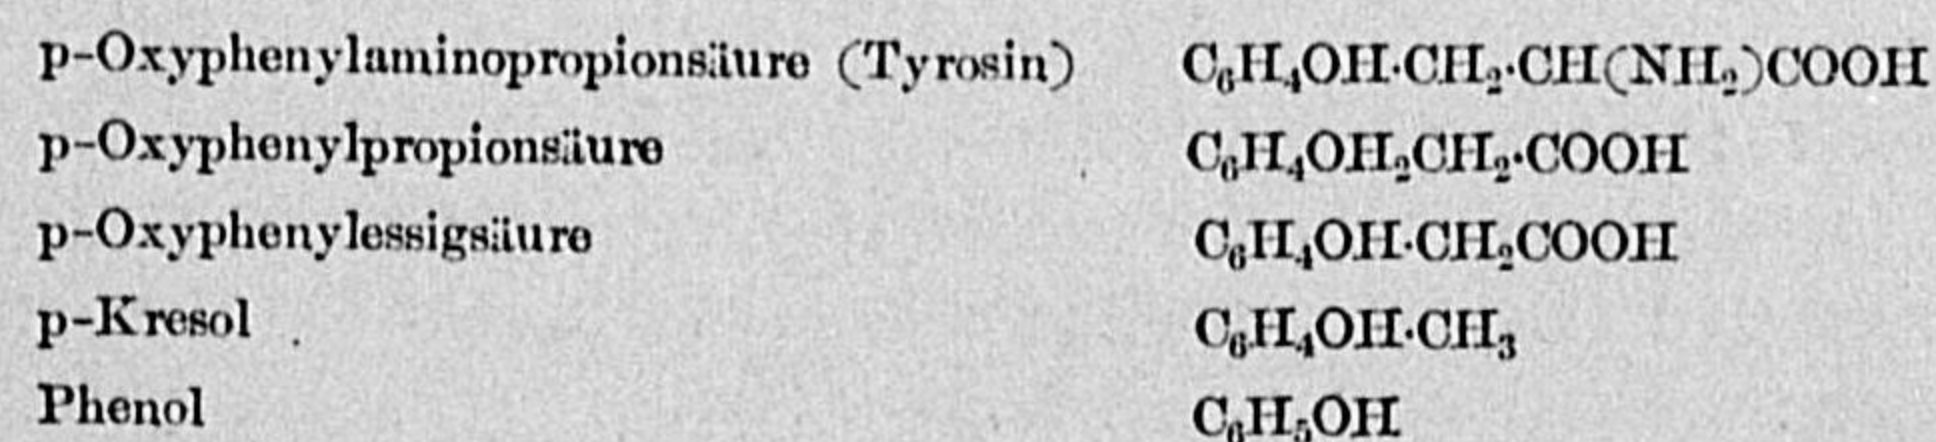 p-Oxyphenylaminopropionsäure (Tyrosin) C₆H₄OH·CH₂·CH(NH₂)COOH
p-Oxyphenylpropionsäure C₆H₄OH₂CH₂·COOH
p-Oxyphenylessigsäure C₆H₄OH·CH₂COOH
p-Kresol C₆H₄OH·CH₃
Phenol C₆H₅OH